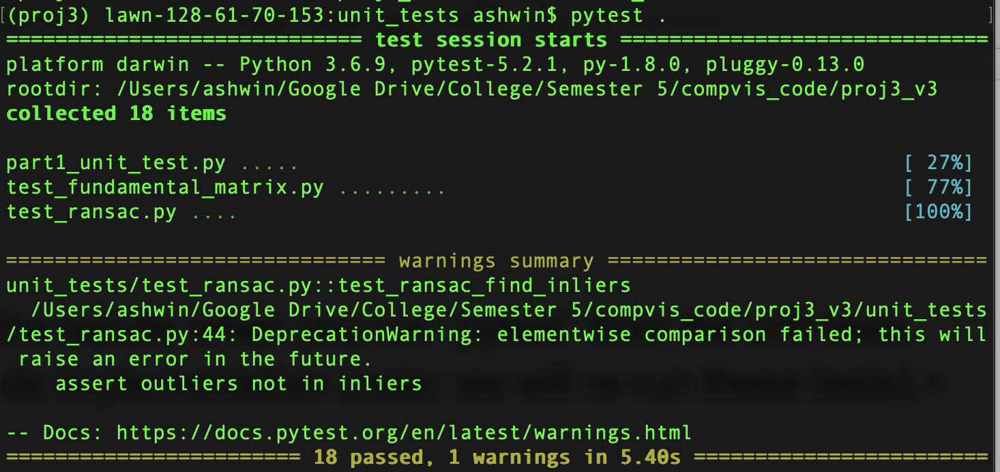 [(proj3) lawn-128-61-70-153:unit_tests ashwin$ pytest . ]
============================= test session starts ==============================
platform darwin -- Python 3.6.9, pytest-5.2.1, py-1.8.0, pluggy-0.13.0
rootdir: /Users/ashwin/Google Drive/College/Semester 5/compvis_code/proj3_v3
collected 18 items
part1_unit_test.py ..... [ 27%]
test_fundamental_matrix.py ......... [ 77%]
test_ransac.py .... [100%]
=============================== warnings summary ===============================
unit_tests/test_ransac.py::test_ransac_find_inliers
/Users/ashwin/Google Drive/College/Semester 5/compvis_code/proj3_v3/unit_tests
/test_ransac.py:44: DeprecationWarning: elementwise comparison failed; this will
raise an error in the future.
assert outliers not in inliers
-- Docs: https://docs.pytest.org/en/latest/warnings.html
======================== 18 passed, 1 warnings in 5.40s ========================